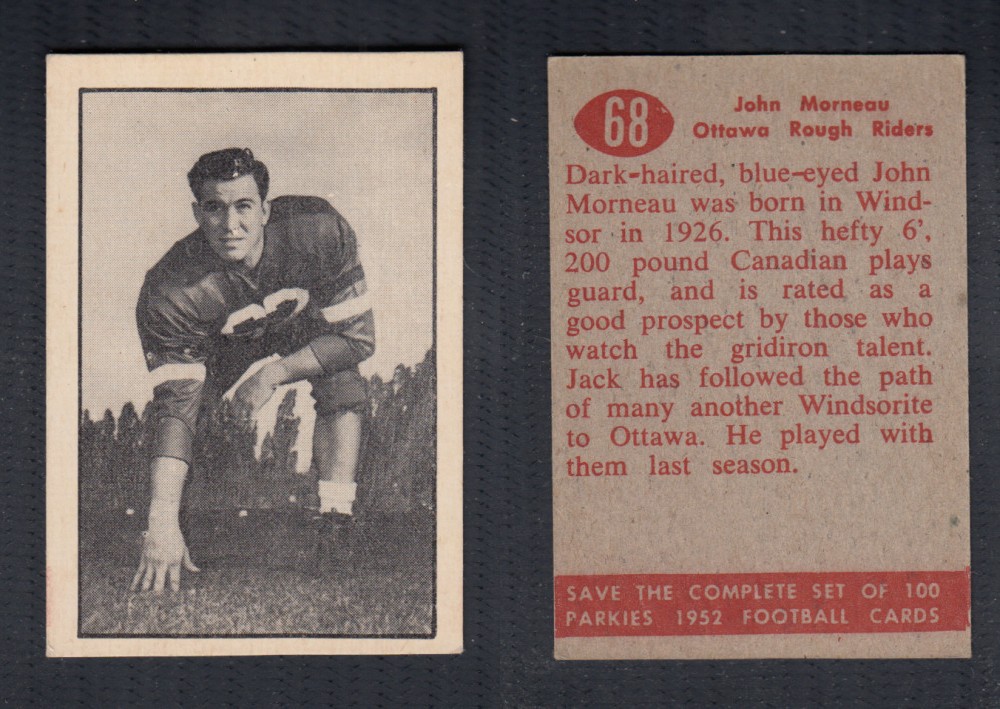 68
John Morneau
Ottawa Rough Riders
Dark-haired, blue-eyed John
Morneau was born in Wind-
sor in 1926. This hefty 6',
200 pound Canadian plays
guard, and is rated as a
good prospect by those who
watch the gridiron talent.
Jack has followed the path
of many another Windsorite
to Ottawa. He played with
them last season.
SAVE THE COMPLETE SET OF 100
PARKIES 1952 FOOTBALL CARDS